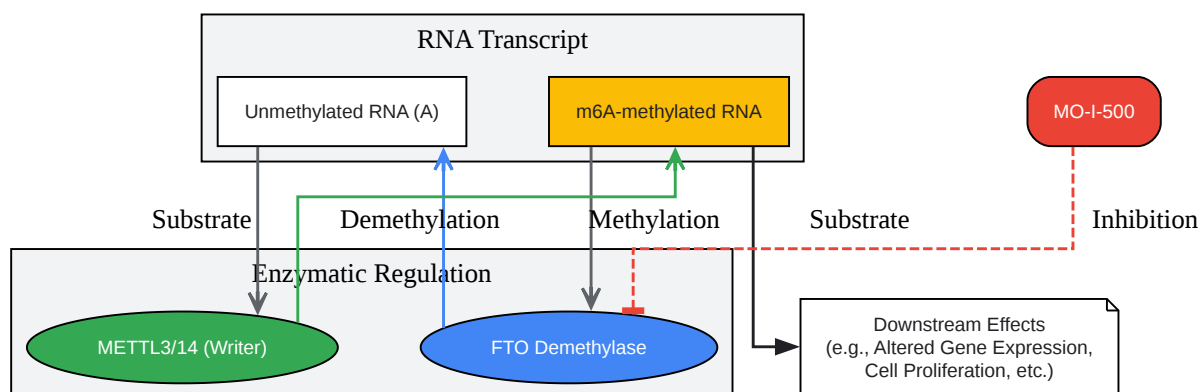 RNA Transcript
Unmethylated RNA (A)
m6A-methylated RNA
MO-I-500
Substrate
Demethylation
Methylation
Substrate
Inhibition
Enzymatic Regulation
METTL3/14 (Writer)
FTO Demethylase
Downstream Effects
(e.g., Altered Gene Expression,
Cell Proliferation, etc.)